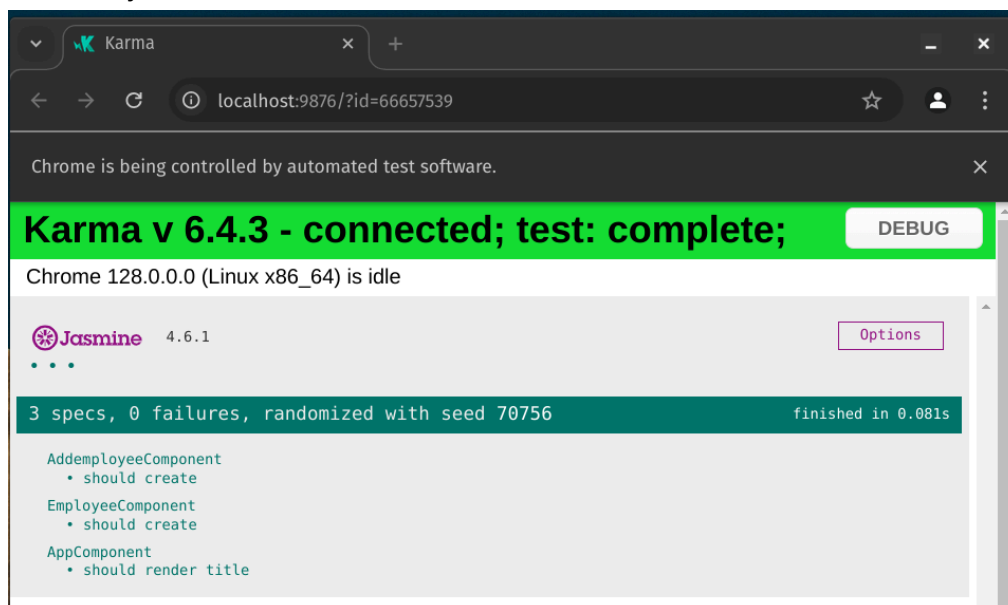 Karma
localhost:9876/?id=66657539
Chrome is being controlled by automated test software.
Karma v 6.4.3 - connected; test: complete;
DEBUG
Chrome 128.0.0.0 (Linux x86_64) is idle
Jasmine 4.6.1
Options
• • •
3 specs, 0 failures, randomized with seed 70756
finished in 0.081s
AddemployeeComponent
• should create
EmployeeComponent
• should create
AppComponent
• should render title